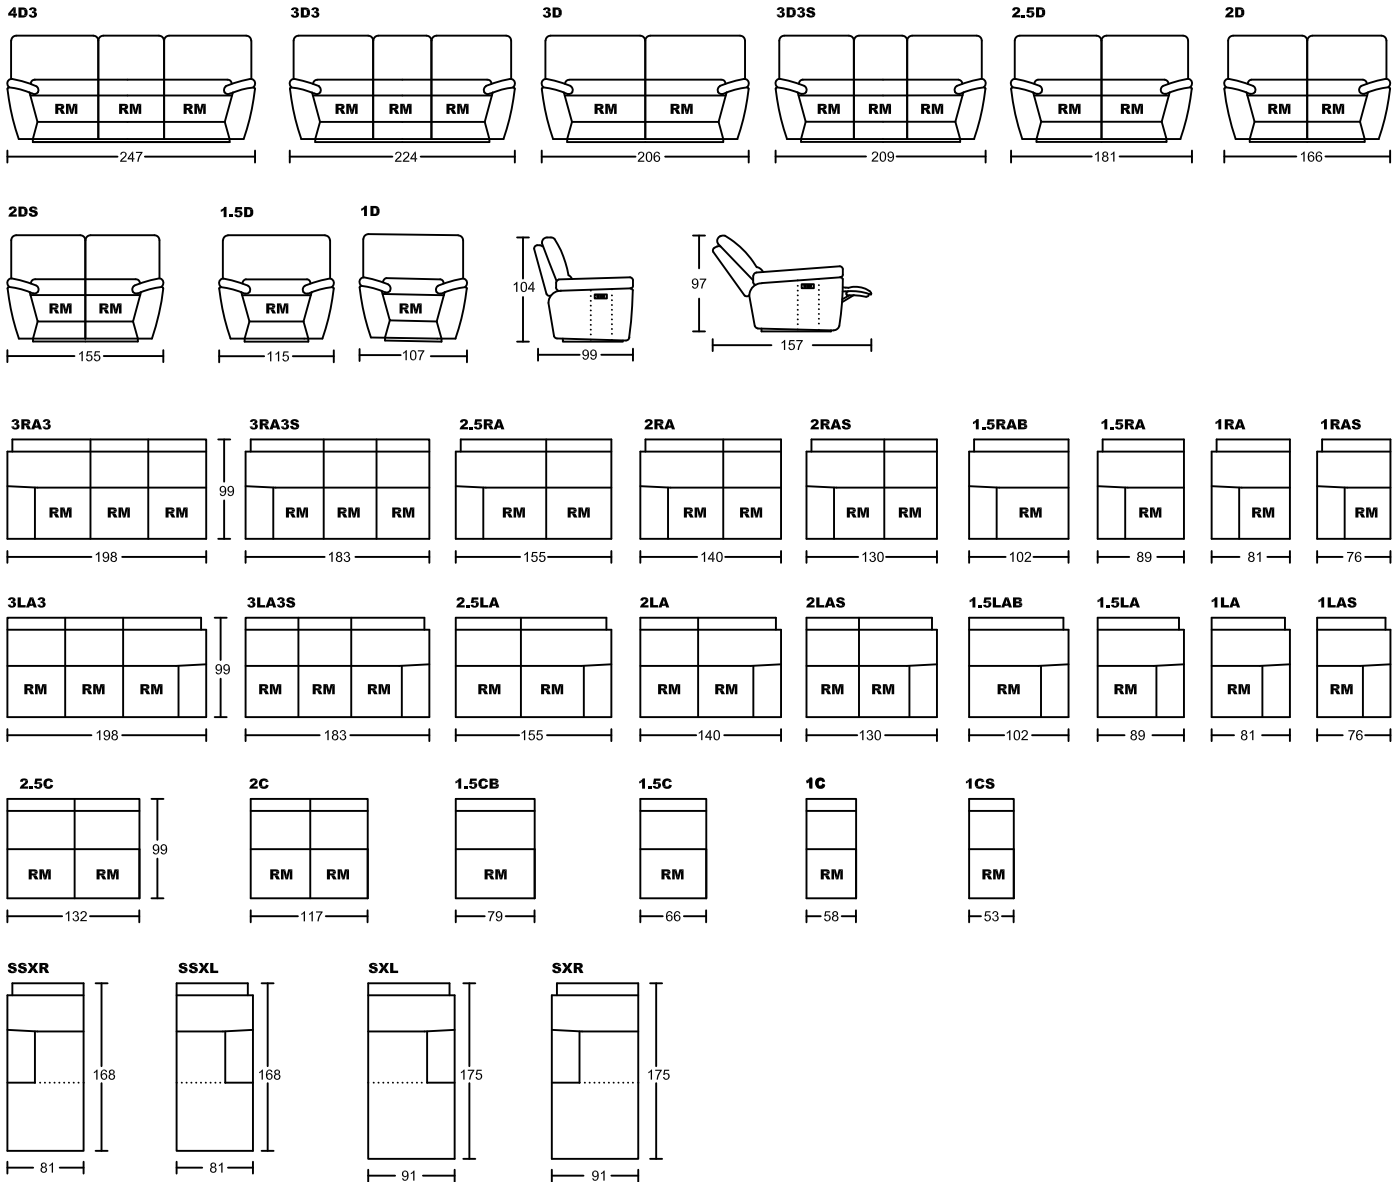 4D3 3D3 3D 3D3S 2.5D 2D
RM RM RM RM RM RM RM RM RM RM RM RM RM RM RM
247 224 206 209 181 166
2DS 1.5D 1D
104 97
RM RM RM RM
155 115 107 99 157
3RA3 3RA3S 2.5RA 2RA 2RAS 1.5RAB 1.5RA 1RA 1RAS
99
RM RM RM RM RM RM RM RM RM RM RM RM RM RM RM RM
198 183 155 140 130 102 89 81 76
3LA3 3LA3S 2.5LA 2LA 2LAS 1.5LAB 1.5LA 1LA 1LAS
99
RM RM RM RM RM RM RM RM RM RM RM RM RM RM RM RM
198 183 155 140 130 102 89 81 76
2.5C 2C 1.5CB 1.5C 1C 1CS
99
RM RM RM RM RM RM RM RM
132 117 79 66 58 53
SSXR SSXL SXL SXR
168 168 175 175
81 81 91 91